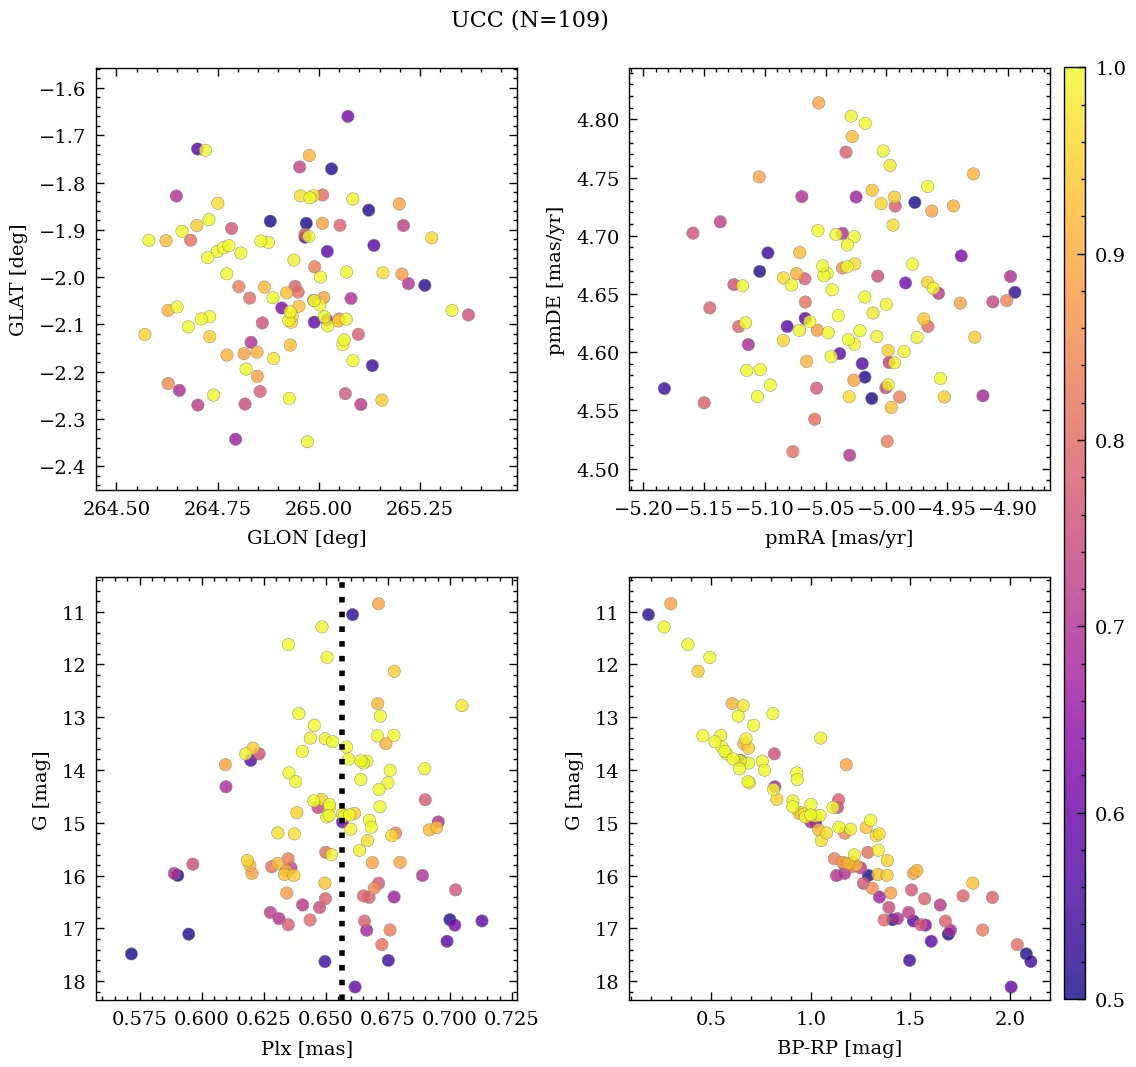 UCC (N=109)
−1.6
−1.7
−1.8
−1.9
−2.0
−2.1
−2.2
−2.3
−2.4
GLAT [deg]
264.50 264.75 265.00 265.25
GLON [deg]
4.80
4.75
4.70
4.65
4.60
4.55
4.50
pmDE [mas/yr]
−5.20 −5.15 −5.10 −5.05 −5.00 −4.95 −4.90
pmRA [mas/yr]
11
12
13
14
15
16
17
18
G [mag]
0.575 0.600 0.625 0.650 0.675 0.700 0.725
Plx [mas]
11
12
13
14
15
16
17
18
G [mag]
0.5 1.0 1.5 2.0
BP-RP [mag]
1.0
0.9
0.8
0.7
0.6
0.5